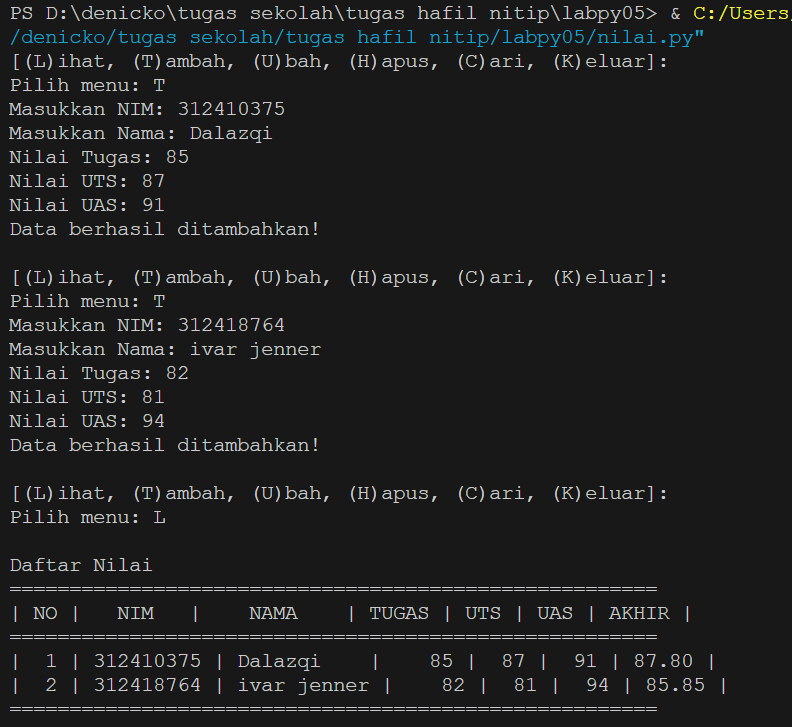 PS D:\denicko\tugas sekolah\tugas hafil nitip\labpy05> & C:/Users/
/denicko/tugas sekolah/tugas hafil nitip/labpy05/nilai.py"
[(L)ihat, (T)ambah, (U)bah, (H)apus, (C)ari, (K)eluar]:
Pilih menu: T
Masukkan NIM: 312410375
Masukkan Nama: Dalazqi
Nilai Tugas: 85
Nilai UTS: 87
Nilai UAS: 91
Data berhasil ditambahkan!

[(L)ihat, (T)ambah, (U)bah, (H)apus, (C)ari, (K)eluar]:
Pilih menu: T
Masukkan NIM: 312418764
Masukkan Nama: ivar jenner
Nilai Tugas: 82
Nilai UTS: 81
Nilai UAS: 94
Data berhasil ditambahkan!

[(L)ihat, (T)ambah, (U)bah, (H)apus, (C)ari, (K)eluar]:
Pilih menu: L

Daftar Nilai
======================================================
| NO |   NIM   |    NAMA    | TUGAS | UTS | UAS | AKHIR |
======================================================
|  1 | 312410375 | Dalazqi    |    85 |  87 |  91 | 87.80 |
|  2 | 312418764 | ivar jenner |    82 |  81 |  94 | 85.85 |
======================================================